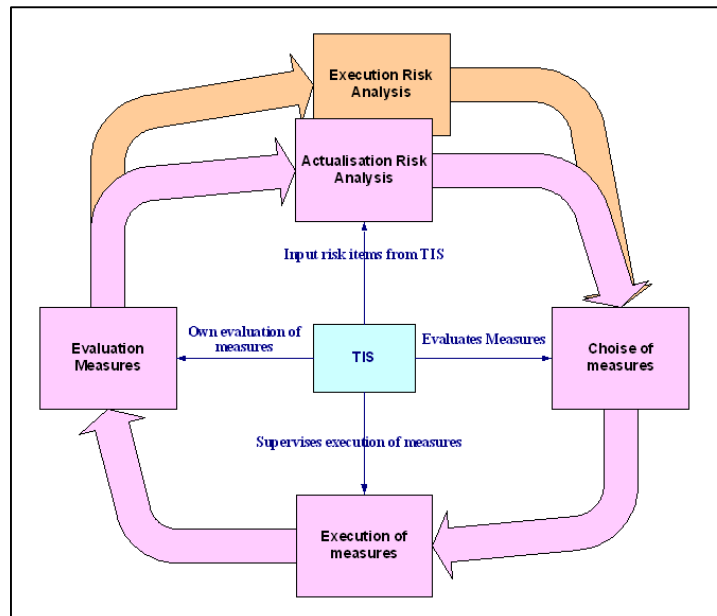 Execution Risk
Analysis
Actualisation Risk
Analysis
Input risk items from TIS
Own evaluation of
measures
Evaluation
Measures
TIS
Evaluates Measures
Choise of
measures
Supervises execution of measures
Execution of
measures